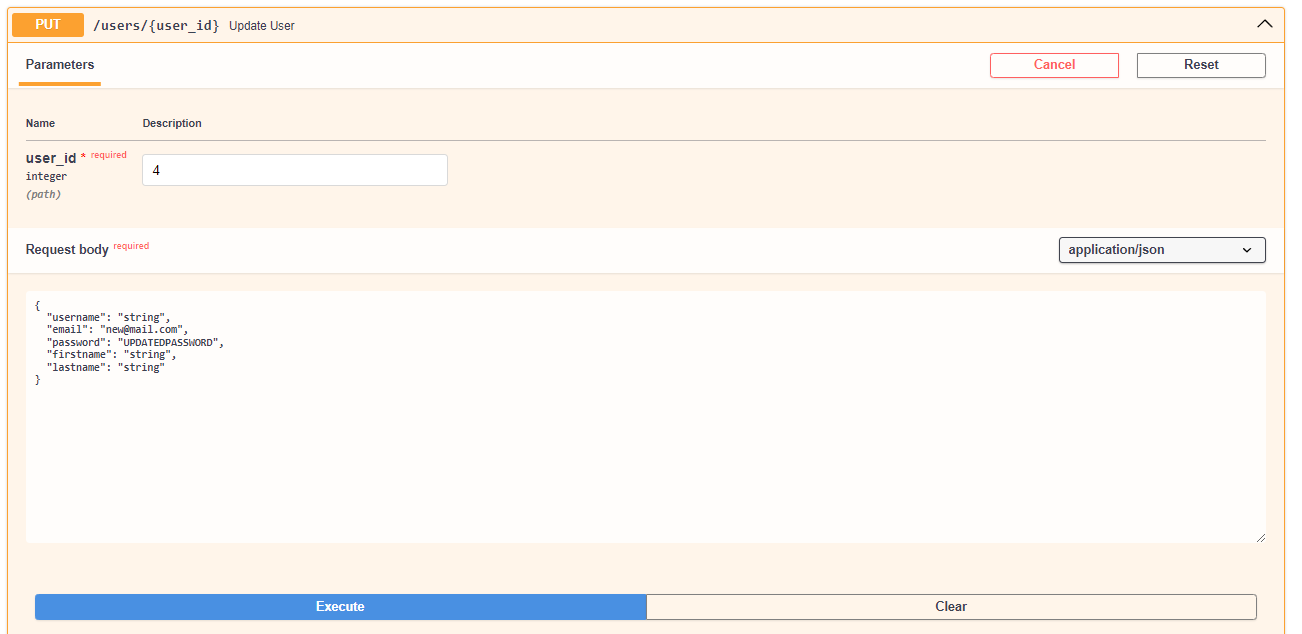 PUT /users/{user_id} Update User
Parameters Cancel Reset
Name Description
user_id * required 4
integer
(path)
Request body required application/json
{
  "username": "string",
  "email": "new@mail.com",
  "password": "UPDATEDPASSWORD",
  "firstname": "string",
  "lastname": "string"
}
Execute Clear